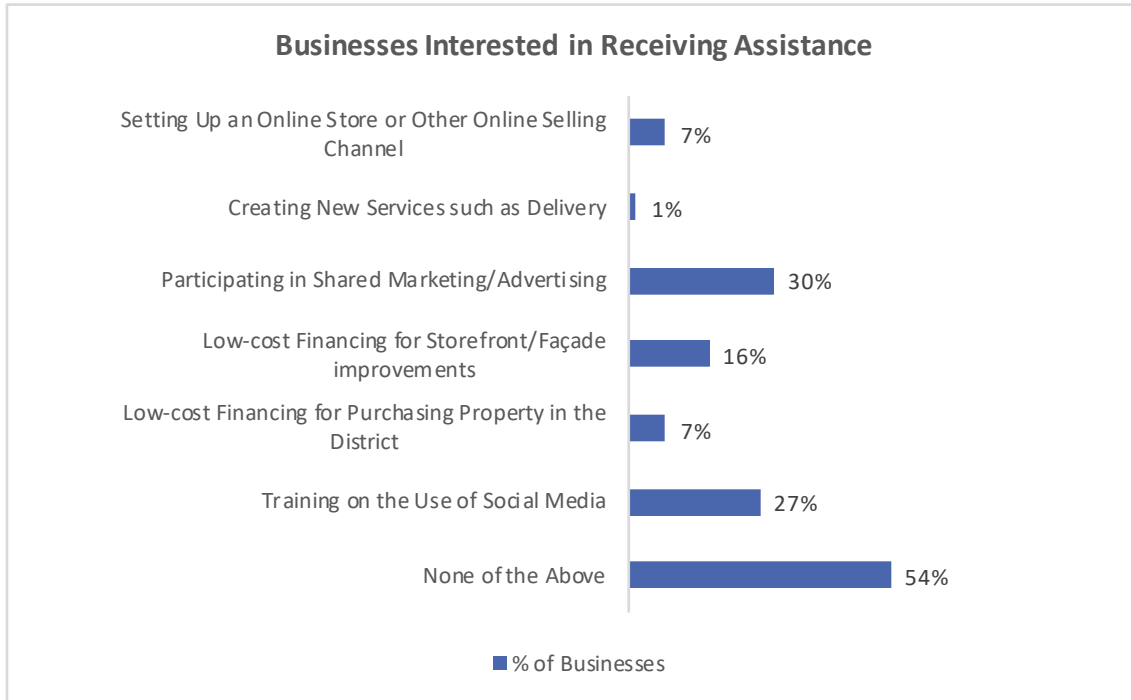 Businesses Interested in Receiving Assistance
Setting Up an Online Store or Other Online Selling
Channel
7%
Creating New Services such as Delivery
1%
Participating in Shared Marketing/Advertising
30%
Low-cost Financing for Storefront/Façade
improvements
16%
Low-cost Financing for Purchasing Property in the
District
7%
Training on the Use of Social Media
27%
None of the Above
54%
% of Businesses